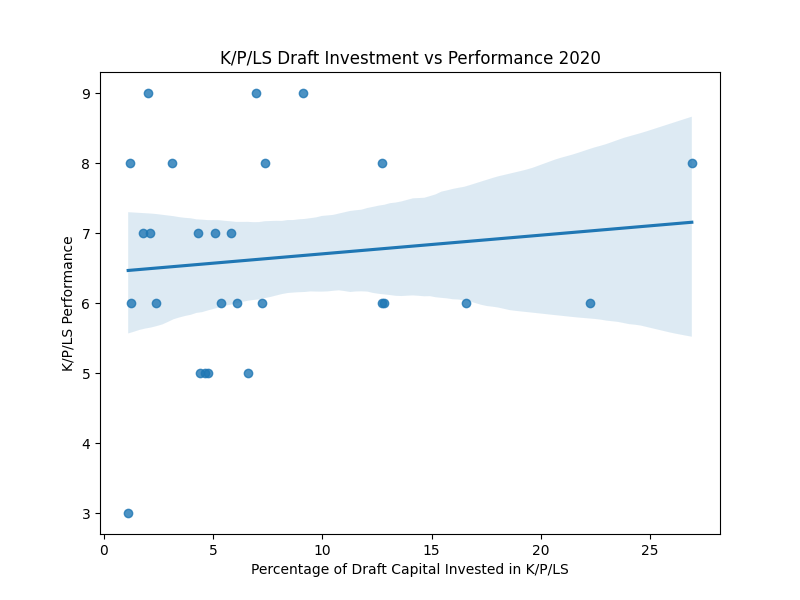 K/P/LS Draft Investment vs Performance 2020
9
8
7
6
5
4
3
K/P/LS Performance
0 5 10 15 20 25
Percentage of Draft Capital Invested in K/P/LS